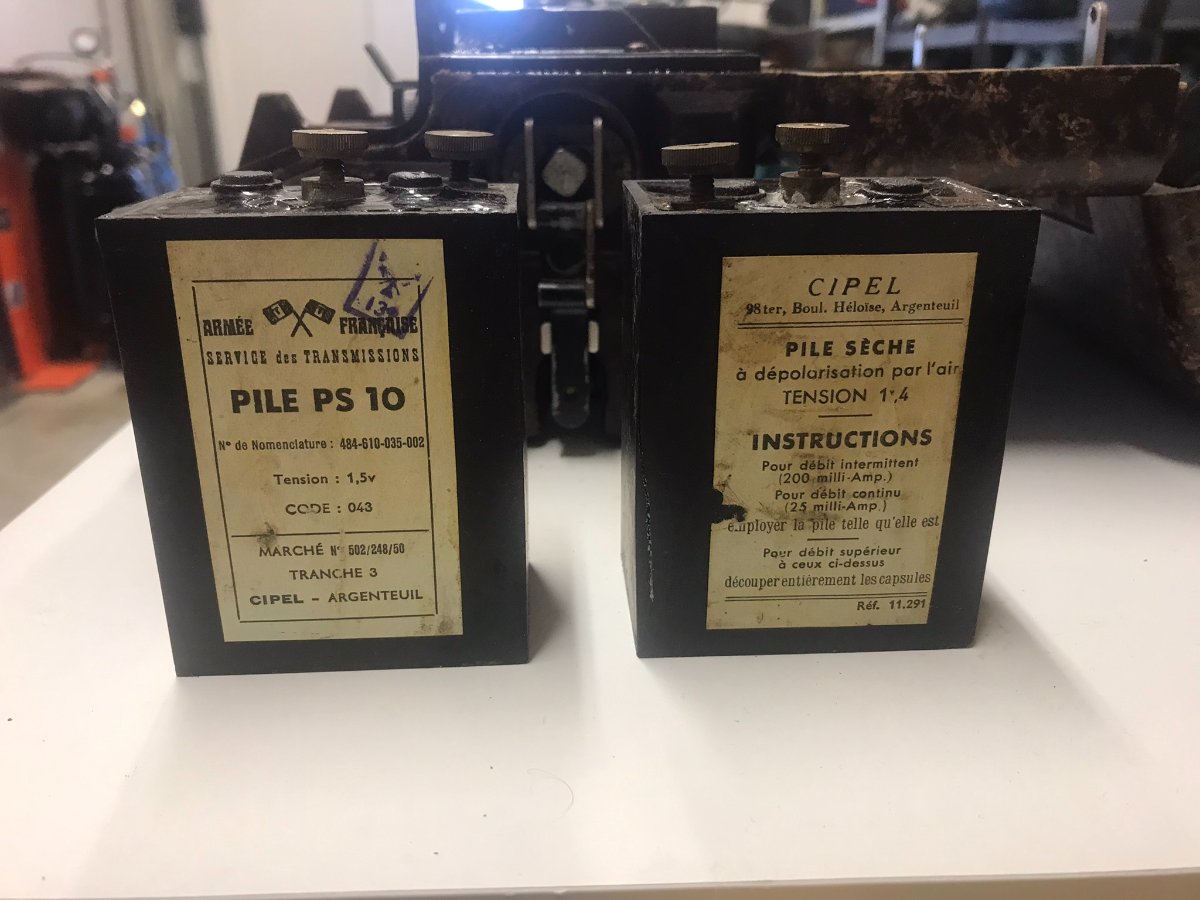 ARMÉE FRANÇAISE
SERVICE des TRANSMISSIONS
PILE PS 10
N° de Nomenclature : 484-610-035-002
Tension : 1,5v
CODE : 043
MARCHÉ N° 502/248/50
TRANCHE 3
CIPEL - ARGENTEUIL
CIPEL
98ter, Boul. Héloïse, Argenteuil
PILE SÈCHE
à dépolarisation par l'air
TENSION 1v,4
INSTRUCTIONS
Pour débit intermittent
(200 milli-Amp.)
Pour débit continu
(25 milli-Amp.)
employer la pile telle qu'elle est
Pour débit supérieur
à ceux ci-dessus
découper entièrement les capsules
Réf. 11.291